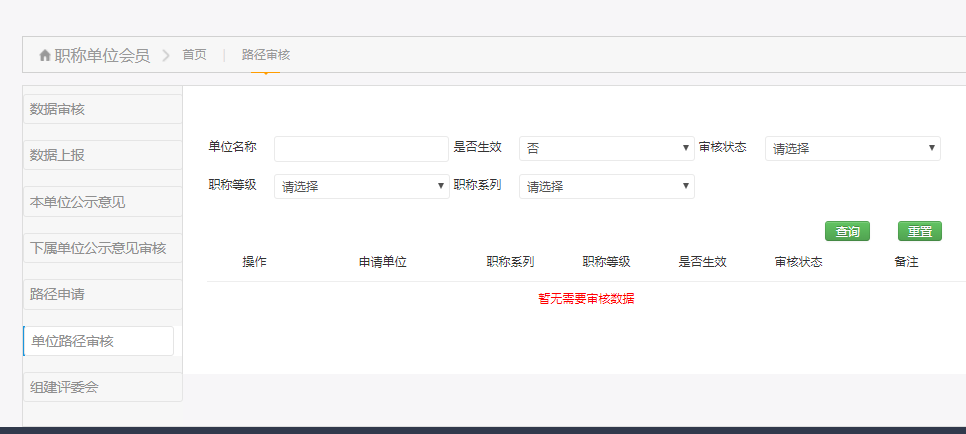 职称单位会员 首页 | 路径审核
数据审核
数据上报
本单位公示意见
下属单位公示意见审核
路径申请
单位路径审核
组建评委会
单位名称 是否生效 否 审核状态 请选择
职称等级 请选择 职称系列 请选择
查询 重置
操作 申请单位 职称系列 职称等级 是否生效 审核状态 备注
暂无需要审核数据